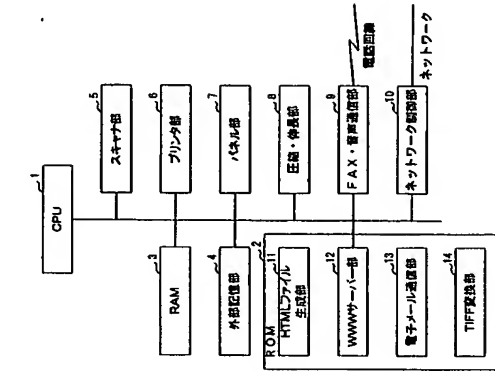 CPU
1
スキャナ部
5
プリンタ部
6
パネル部
7
圧縮・伸長部
8
FAX・音声通信部
9
電話回線
ネットワーク制御部
10
ネットワーク
RAM
3
外部記憶部
4
ROM
2
HTMLファイル
生成部
11
WWWサーバー部
12
電子メール通信部
13
TIFF変換部
14